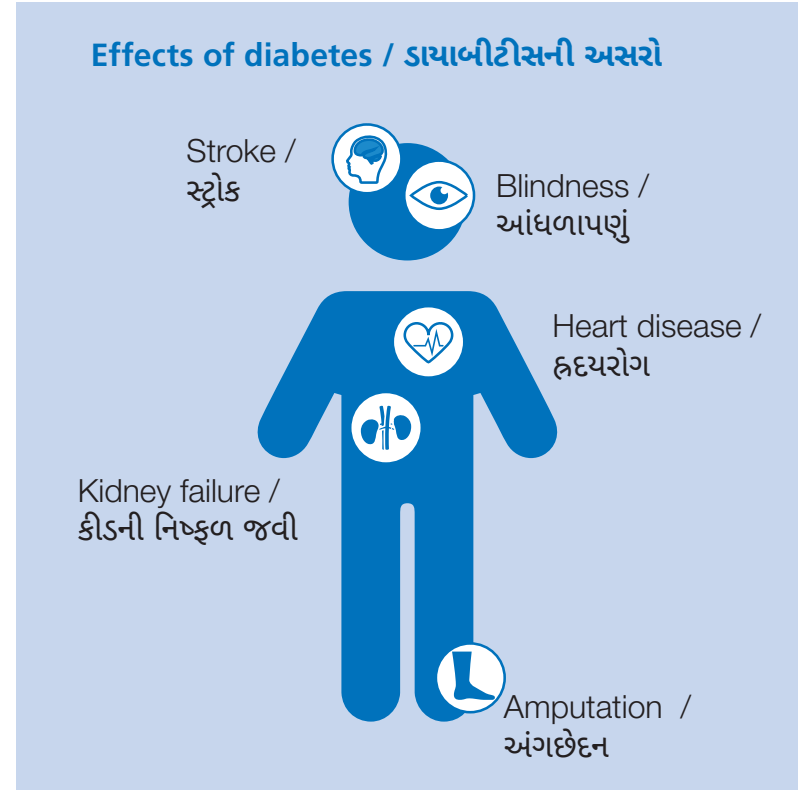 Effects of diabetes / ડાયાબીટીસની અસરો
Stroke /
સ્ટ્રોક
Blindness /
આંધળાપણું
Heart disease /
હ્રદયરોગ
Kidney failure /
કીડની નિષ્ફળ જવી
Amputation /
અંગછેદન